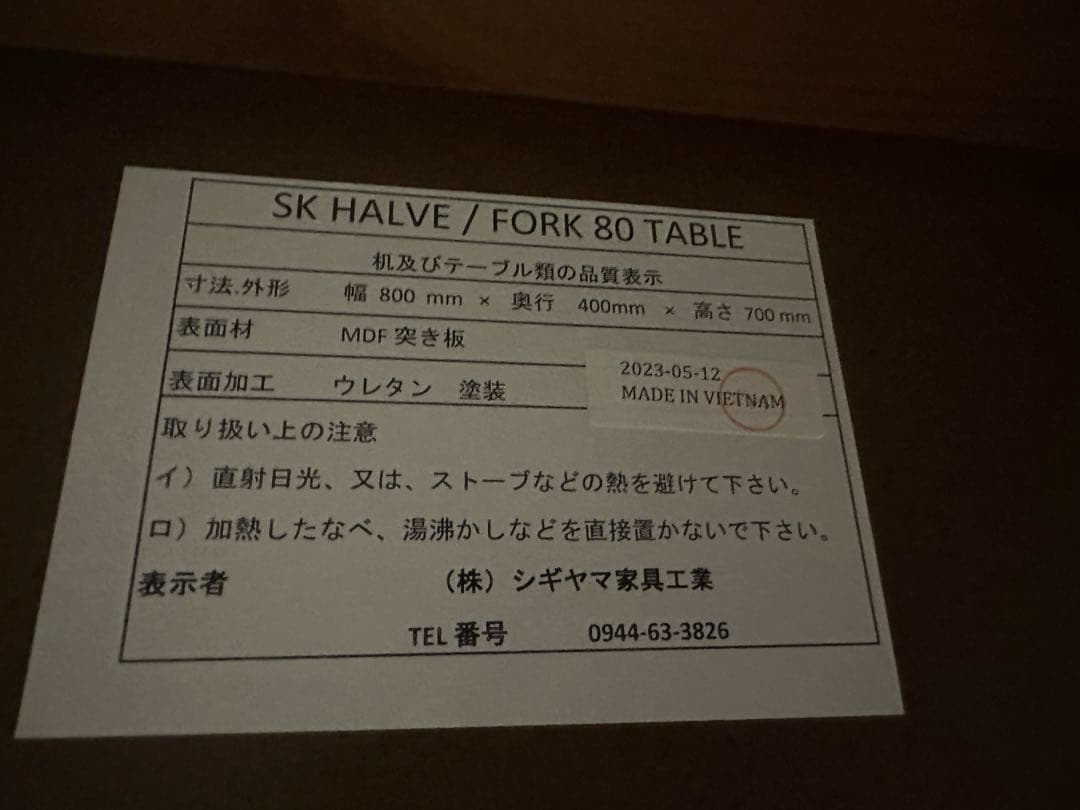 SK HALVE / FORK 80 TABLE
机及びテーブル類の品質表示
寸法.外形 幅 800 mm × 奥行 400mm × 高さ 700 mm
表面材 MDF 突き板
表面加工 ウレタン 塗装
2023-05-12
MADE IN VIETNAM
取り扱い上の注意
イ）直射日光、又は、ストーブなどの熱を避けて下さい。
ロ）加熱したなべ、湯沸かしなどを直接置かないで下さい。
表示者 （株）シギヤマ家具工業
TEL 番号 0944-63-3826